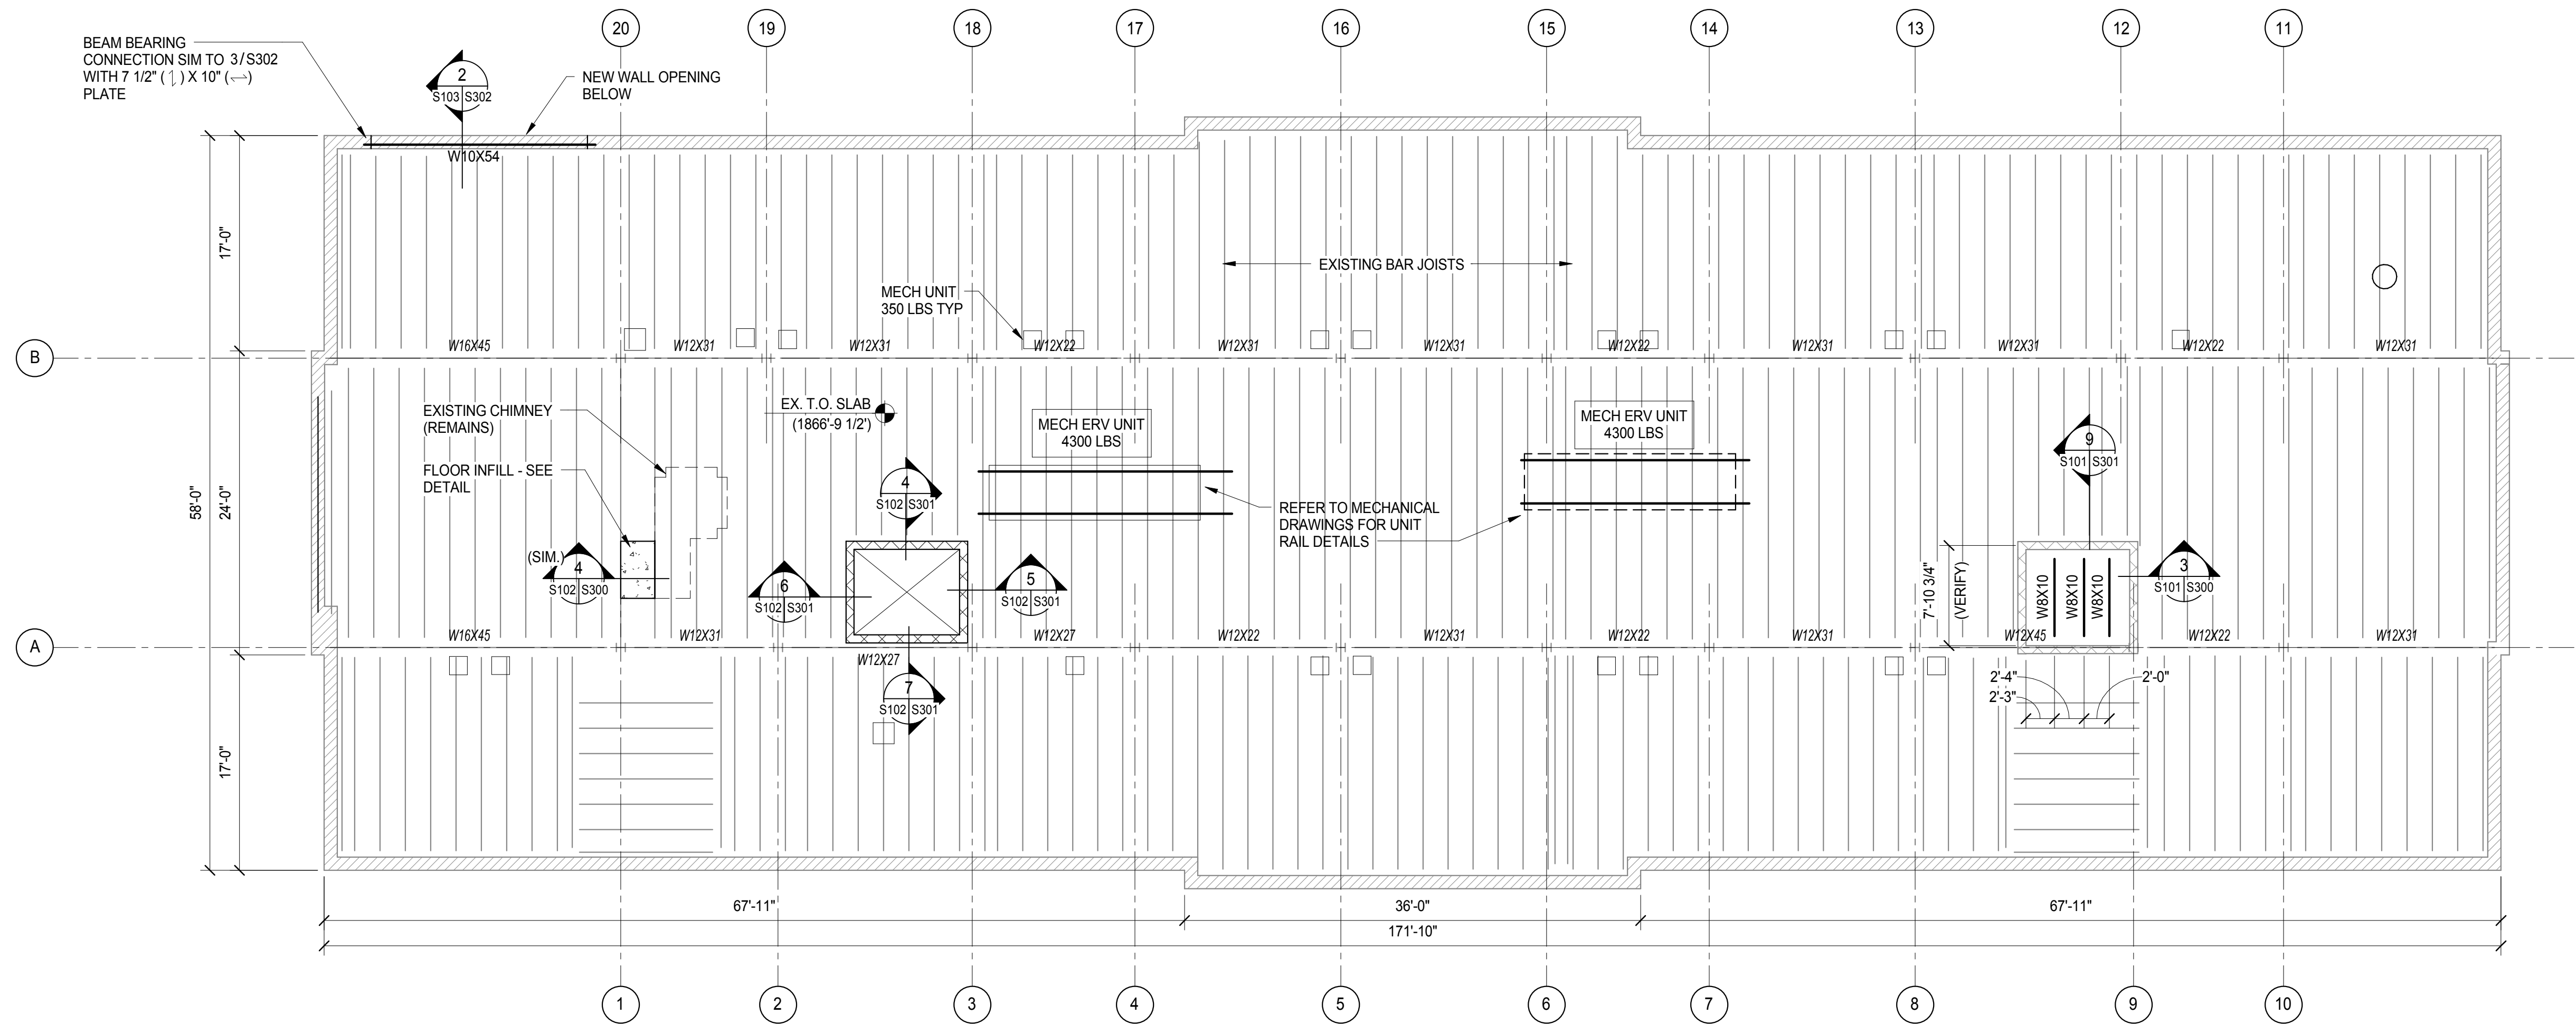 20
19
18
17
16
15
14
13
12
11
BEAM BEARING
CONNECTION SIM TO 3/S302
WITH 7 1/2" ( ) X 10" ( )
PLATE
2
S103 S302
NEW WALL OPENING
BELOW
W10X54
17'-0"
58'-0"
24'-0"
17'-0"
EXISTING BAR JOISTS
MECH UNIT
350 LBS TYP
B
W16X45
W12X31
W12X31
W12X22
W12X31
W12X31
W12X22
W12X31
W12X31
W12X22
W12X31
EXISTING CHIMNEY
(REMAINS)
FLOOR INFILL - SEE
DETAIL
EX. T.O. SLAB
(1866'-9 1/2')
MECH ERV UNIT
4300 LBS
MECH ERV UNIT
4300 LBS
REFER TO MECHANICAL
DRAWINGS FOR UNIT
RAIL DETAILS
9
S101 S301
4
S102 S301
(SIM.)
4
S102 S300
6
S102 S301
5
S102 S301
7'-10 3/4"
(VERIFY)
W8X10
W8X10
W8X10
3
S101 S300
A
W16X45
W12X31
W12X27
W12X27
W12X22
W12X31
W12X22
W12X31
W12X45
W12X22
W12X31
7
S102 S301
2'-4"
2'-3"
2'-0"
67'-11"
36'-0"
67'-11"
171'-10"
1
2
3
4
5
6
7
8
9
10